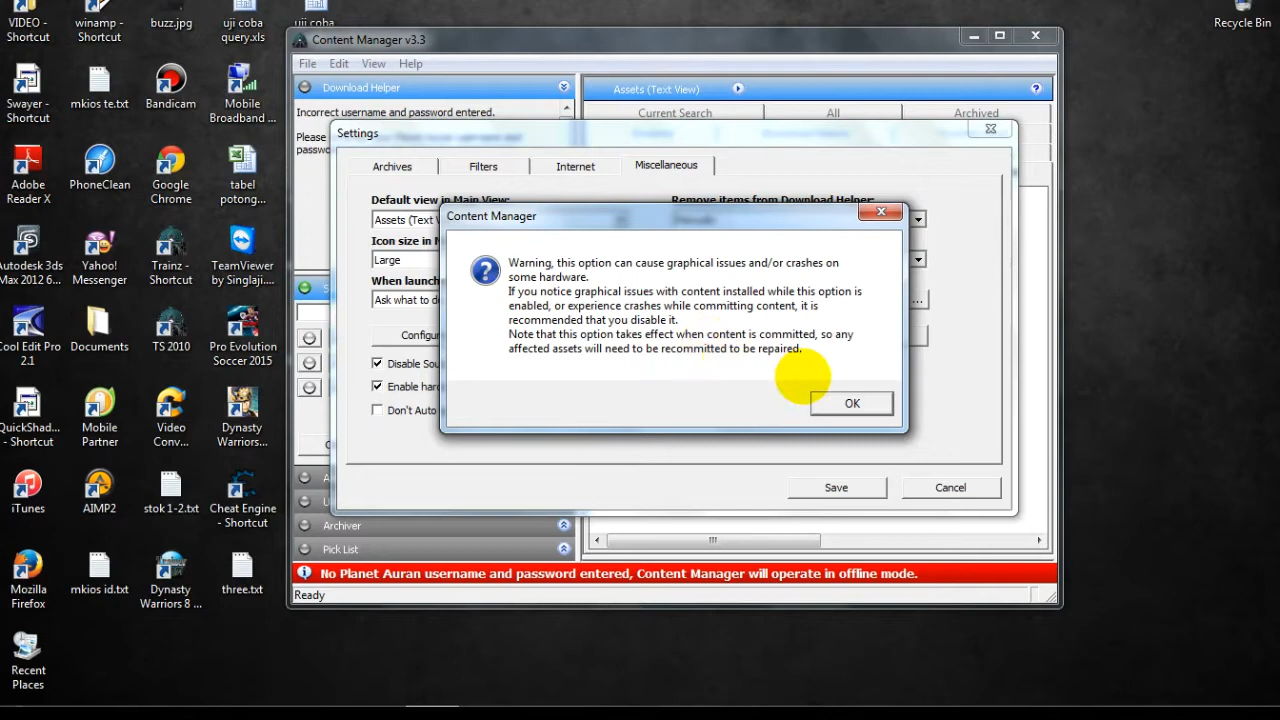 VIDEO -
Shortcut
winamp -
Shortcut
buzz.jpg
uji coba
query.xls
uji coba
Recycle Bin
Swayer -
Shortcut
mkios te.txt
Bandicam
Mobile
Broadband ...
Adobe
Reader X
PhoneClean
Google
Chrome
tabel
potong...
Autodesk 3ds
Max 2012 6...
Yahoo!
Messenger
Trainz -
Shortcut
TeamViewer
by Singlaji...
Cool Edit Pro
2.1
Documents
TS 2010
Pro Evolution
Soccer 2015
QuickShad...
- Shortcut
Mobile
Partner
Video
Conv...
Dynasty
Warriors...
iTunes
AIMP2
stok 1-2.txt
Cheat Engine
- Shortcut
Mozilla
Firefox
mkios id.txt
Dynasty
Warriors 8 ...
three.txt
Recent
Places
Content Manager v3.3
File Edit View Help
Download Helper
Incorrect username and password entered.
Please
passwo
Assets (Text View)
Current Search All Archived
Settings
Archives Filters Internet Miscellaneous
Default view in Main View:
Remove items from Download Helper:
Assets (Text V
Icon size in
Large
When launch
Ask what to d
Configu
Disable Sou
Enable har
Don't Auto
Content Manager
Warning, this option can cause graphical issues and/or crashes on
some hardware.
If you notice graphical issues with content installed while this option is
enabled, or experience crashes while committing content, it is
recommended that you disable it.
Note that this option takes effect when content is committed, so any
affected assets will need to be recommitted to be repaired.
OK
Save Cancel
Archiver
Pick List
No Planet Auran username and password entered, Content Manager will operate in offline mode.
Ready